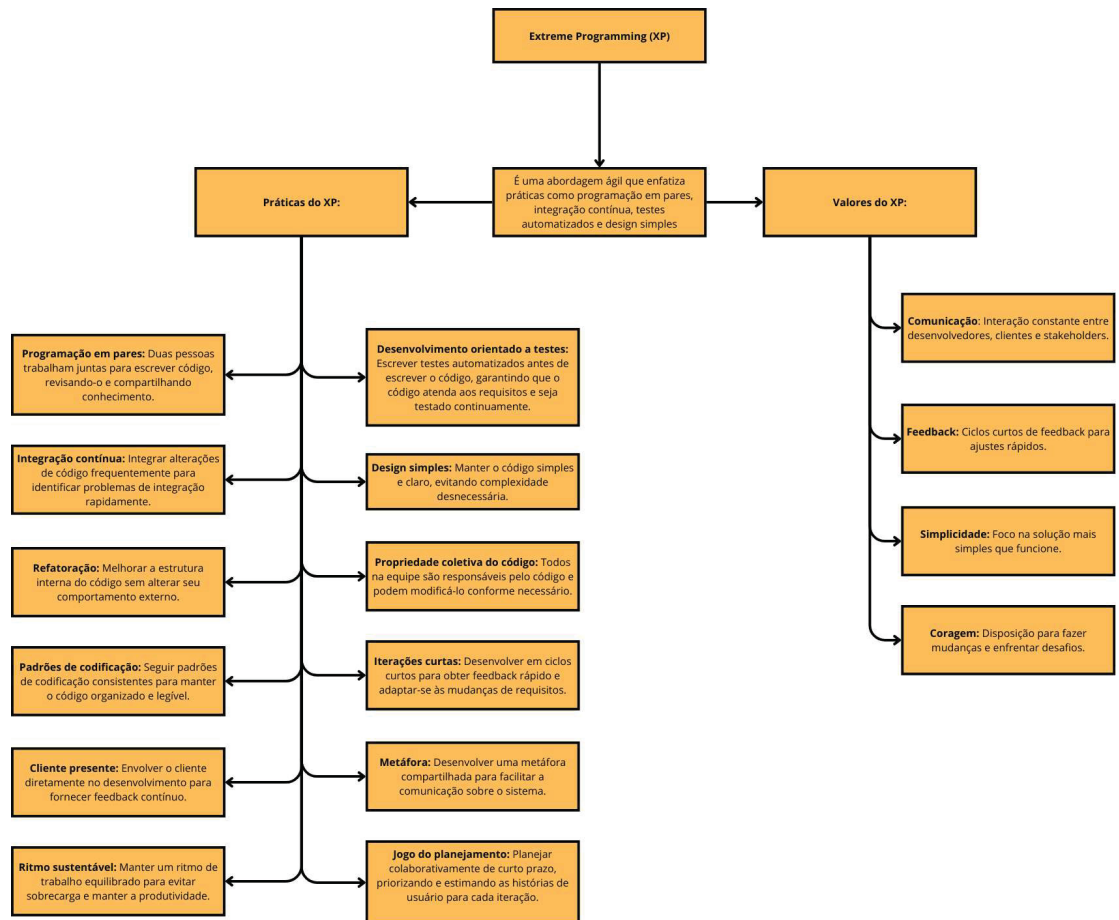 Extreme Programming (XP)
Práticas do XP:
É uma abordagem ágil que enfatiza
práticas como programação em pares,
integração contínua, testes
automatizados e design simples
Valores do XP:
Programação em pares: Duas pessoas
trabalham juntas para escrever código,
revisando-o e compartilhando
conhecimento.
Desenvolvimento orientado a testes:
Escrever testes automatizados antes de
escrever o código, garantindo que o
código atenda aos requisitos e seja
testado continuamente.
Integração contínua: Integrar alterações
de código frequentemente para
identificar problemas de integração
rapidamente.
Design simples: Manter o código simples
e claro, evitando complexidade
desnecessária.
Refatoração: Melhorar a estrutura
interna do código sem alterar seu
comportamento externo.
Propriedade coletiva do código: Todos
na equipe são responsáveis pelo código e
podem modificá-lo conforme necessário.
Padrões de codificação: Seguir padrões
de codificação consistentes para manter
o código organizado e legível.
Iterações curtas: Desenvolver em ciclos
curtos para obter feedback rápido e
adaptar-se às mudanças de requisitos.
Cliente presente: Envolver o cliente
diretamente no desenvolvimento para
fornecer feedback contínuo.
Metáfora: Desenvolver uma metáfora
compartilhada para facilitar a
comunicação sobre o sistema.
Ritmo sustentável: Manter um ritmo de
trabalho equilibrado para evitar
sobrecarga e manter a produtividade.
Jogo do planejamento: Planejar
colaborativamente de curto prazo,
priorizando e estimando as histórias de
usuário para cada iteração.
Comunicação: Interação constante entre
desenvolvedores, clientes e stakeholders.
Feedback: Ciclos curtos de feedback para
ajustes rápidos.
Simplicidade: Foco na solução mais
simples que funcione.
Coragem: Disposição para fazer
mudanças e enfrentar desafios.